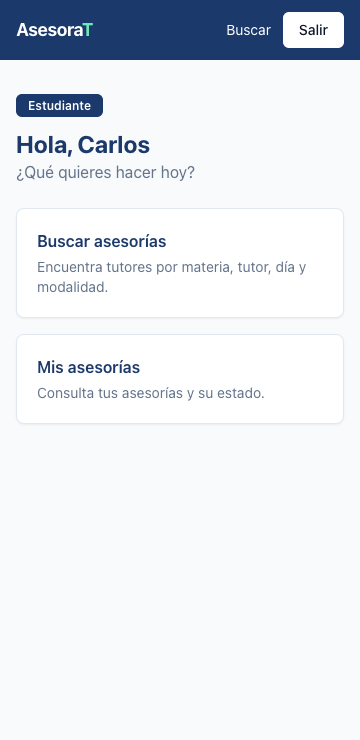 AsesoraT
Buscar
Salir
Estudiante
Hola, Carlos
¿Qué quieres hacer hoy?
Buscar asesorías
Encuentra tutores por materia, tutor, día y
modalidad.
Mis asesorías
Consulta tus asesorías y su estado.